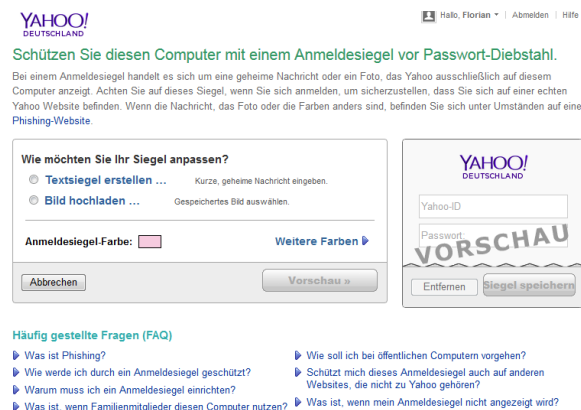 YAHOO!
DEUTSCHLAND
Hallo, Florian | Abmelden | Hilfe
Schützen Sie diesen Computer mit einem Anmeldesiegel vor Passwort-Diebstahl.
Bei einem Anmeldesiegel handelt es sich um eine geheime Nachricht oder ein Foto, das Yahoo ausschließlich auf diesem
Computer anzeigt. Achten Sie auf dieses Siegel, wenn Sie sich anmelden, um sicherzustellen, dass Sie sich auf einer echten
Yahoo Website befinden. Wenn die Nachricht, das Foto oder die Farben anders sind, befinden Sie sich unter Umständen auf eine
Phishing-Website.
Wie möchten Sie Ihr Siegel anpassen?
Textsiegel erstellen ... Kurze, geheime Nachricht eingeben.
Bild hochladen ... Gespeichertes Bild auswählen.
Anmeldesiegel-Farbe: Weitere Farben
Abbrechen Vorschau »
YAHOO!
DEUTSCHLAND
Yahoo-ID
Passwort:
VORSCHAU
Entfernen Siegel speichern
Häufig gestellte Fragen (FAQ)
Was ist Phishing?
Wie werde ich durch ein Anmeldesiegel geschützt?
Warum muss ich ein Anmeldesiegel einrichten?
Was ist, wenn Familienmitglieder diesen Computer nutzen?
Wie soll ich bei öffentlichen Computern vorgehen?
Schützt mich dieses Anmeldesiegel auch auf anderen
Websites, die nicht zu Yahoo gehören?
Was ist, wenn mein Anmeldesiegel nicht angezeigt wird?